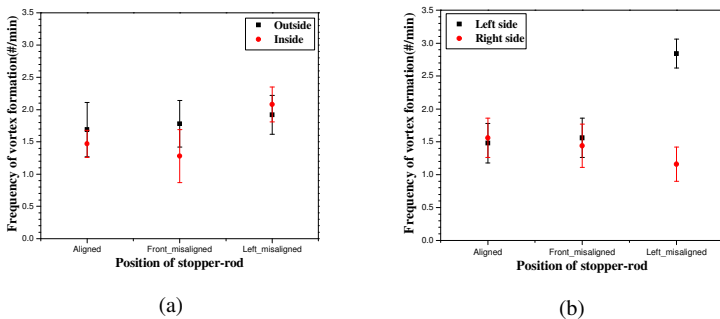 Frequency of vortex formation(#/min)
3.5
3.0
2.5
2.0
1.5
1.0
0.5
0.0
Outside
Inside
Aligned Front_misaligned Left_misaligned
Position of stopper-rod
(a)
Frequency of vortex formation(#/min)
3.5
3.0
2.5
2.0
1.5
1.0
0.5
0.0
Left side
Right side
Aligned Front_misaligned Left_misaligned
Position of stopper-rod
(b)